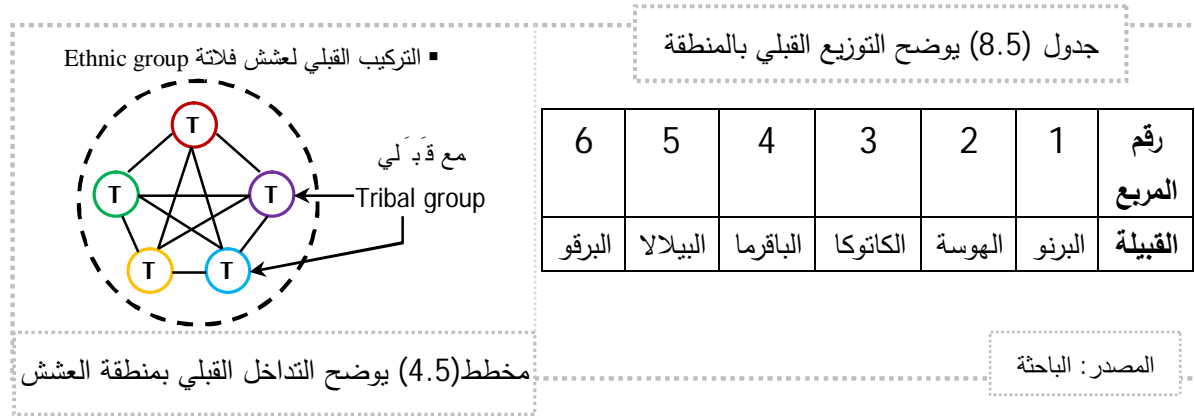 جدول (8.5) يوضح التوزيع القبلي بالمنطقة
رقم المربع 1 2 3 4 5 6
القبيلة البرنو الهوسة الكاتوكا الباقرما البيلالا البرقو
المصدر: الباحثة
▪ التركيب القبلي لعشش فلاتة Ethnic group
T
T
T
T
T
مع قَبَلي
Tribal group
مخطط(4.5) يوضح التداخل القبلي بمنطقة العشش